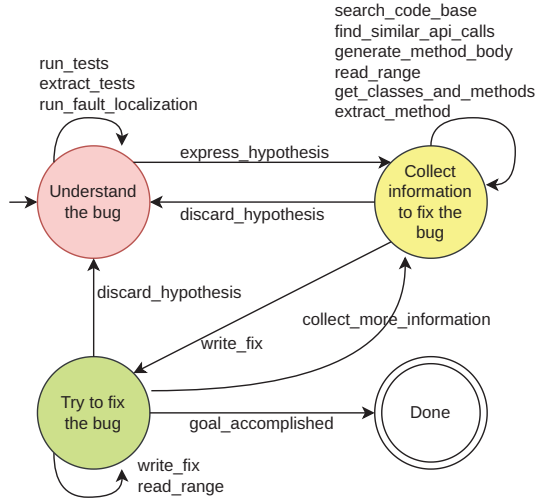 search_code_base
find_similar_api_calls
generate_method_body
read_range
get_classes_and_methods
extract_method
run_tests
extract_tests
run_fault_localization
express_hypothesis
Understand
the bug
Collect
information
to fix the
bug
discard_hypothesis
discard_hypothesis
collect_more_information
write_fix
Try to fix
the bug
goal_accomplished
Done
write_fix
read_range